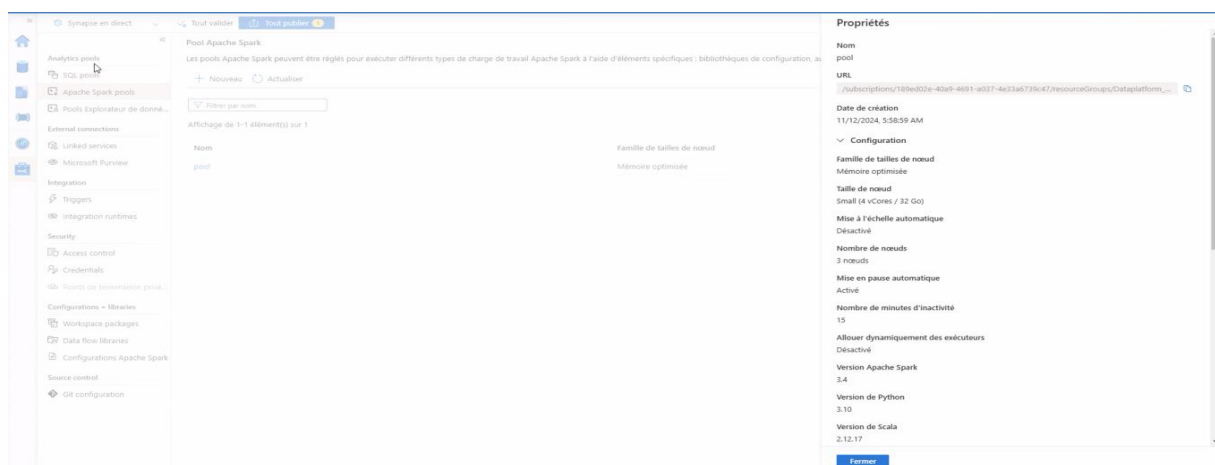 Synapse en direct
Tout valider
Tout publier
Analytics pools
SQL pools
Apache Spark pools
Pools Explorateur de donné...
External connections
Linked services
Microsoft Purview
Integration
Triggers
Integration runtimes
Security
Access control
Credentials
Points de terminaison privé...
Configurations + libraries
Workspace packages
Data flow libraries
Configurations Apache Spark
Source control
Git configuration
Pool Apache Spark
Les pools Apache Spark peuvent être réglés pour exécuter différents types de charge de travail Apache Spark à l'aide d'éléments spécifiques : bibliothèques de configuration, au
Nouveau
Actualiser
Filtrer par nom
Affichage de 1-1 élément(s) sur 1
Nom
Famille de tailles de nœud
pool
Mémoire optimisée
Propriétés
Nom
pool
URL
/subscriptions/189ed02e-40a9-4691-a037-4e33a6739c47/resourceGroups/Dataplatform_...
Date de création
11/12/2024, 5:58:59 AM
Configuration
Famille de tailles de nœud
Mémoire optimisée
Taille de nœud
Small (4 vCores / 32 Go)
Mise à l'échelle automatique
Désactivé
Nombre de nœuds
3 nœuds
Mise en pause automatique
Activé
Nombre de minutes d'inactivité
15
Allouer dynamiquement des exécuteurs
Désactivé
Version Apache Spark
3.4
Version de Python
3.10
Version de Scala
2.12.17
Fermer